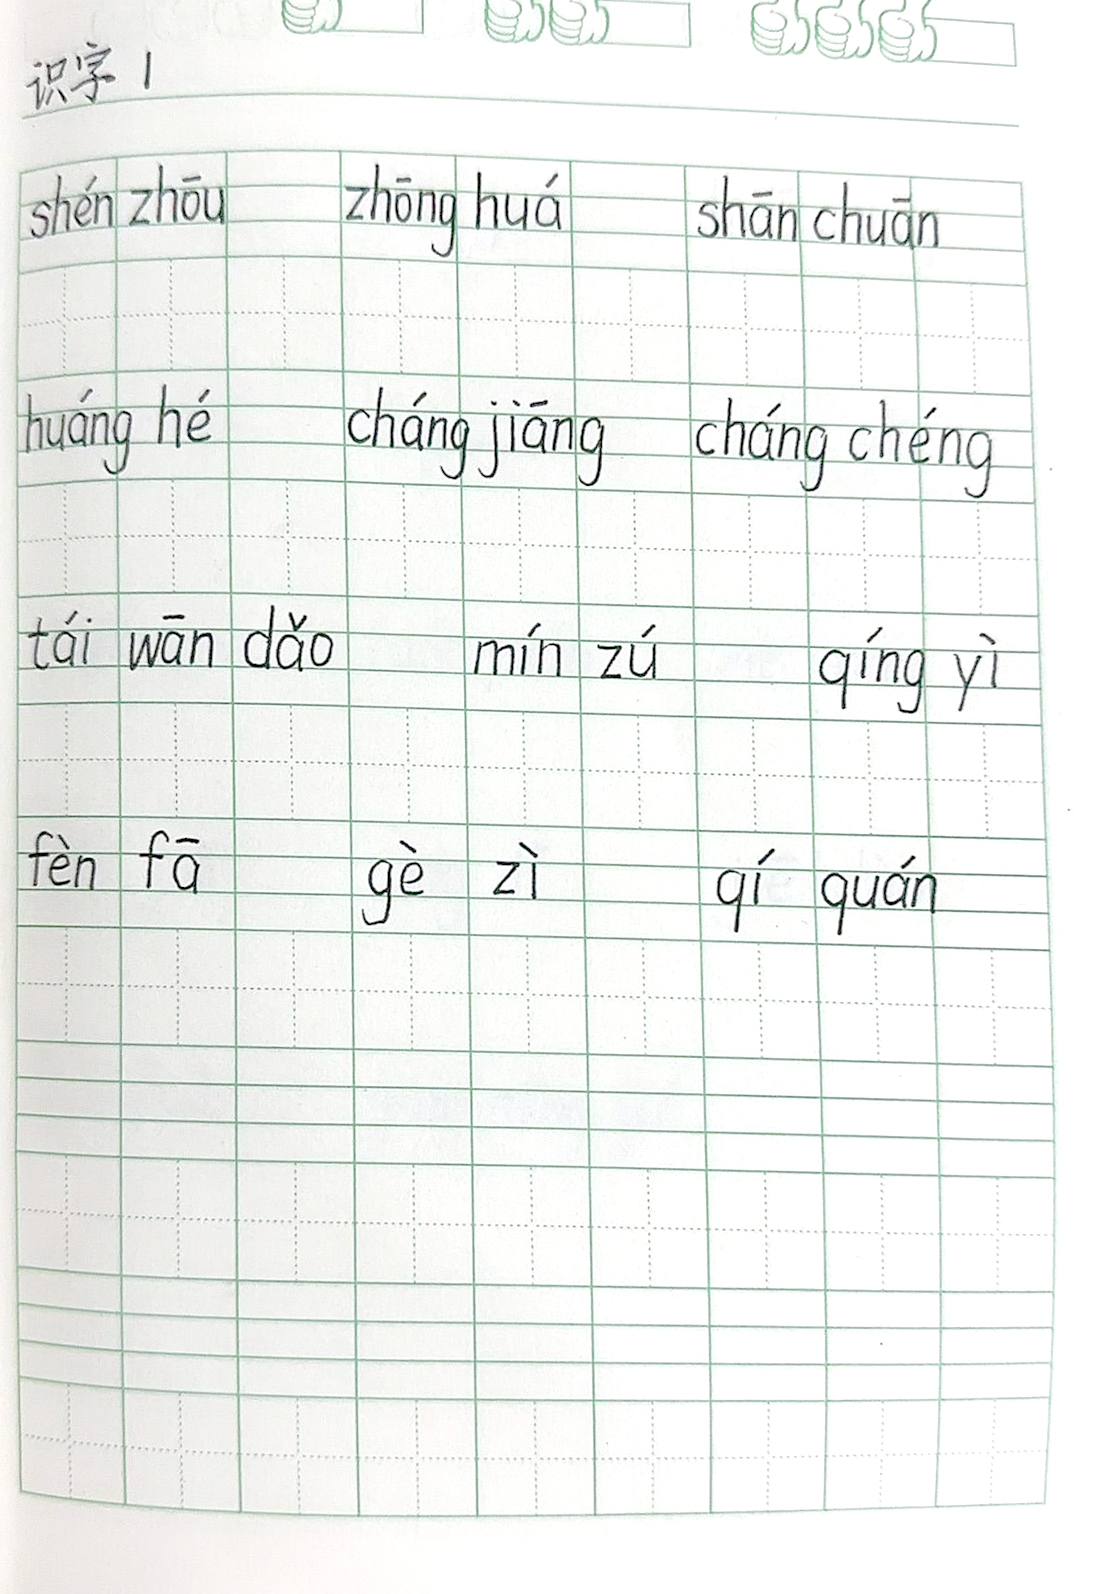 识字 1
shén zhōu zhōng huá shān chuān
huáng hé cháng jiāng cháng chéng
tái wān dǎo mín zú qíng yì
fèn fā gè zì qí quán